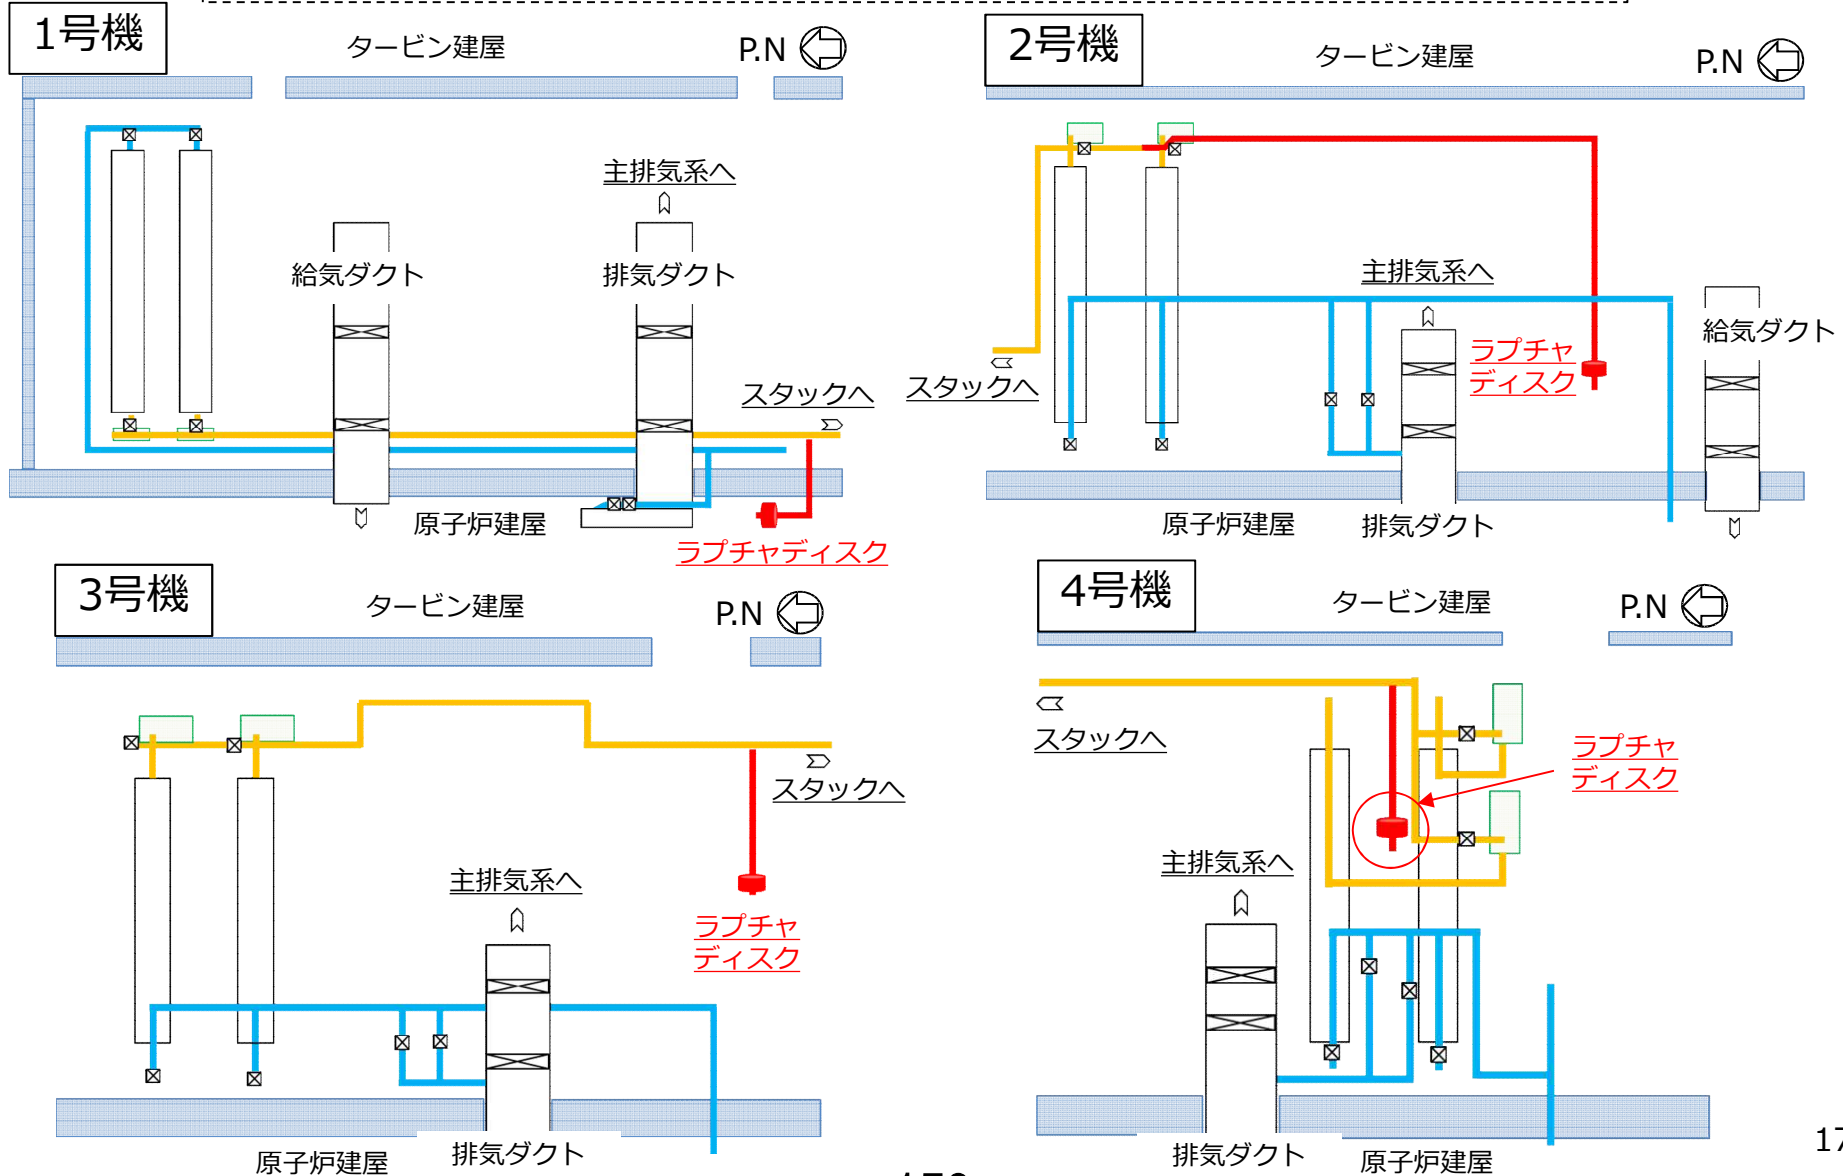 1号機
タービン建屋
P.N
主排気系へ
給気ダクト
排気ダクト
スタックへ
原子炉建屋
ラプチャディスク
2号機
タービン建屋
P.N
主排気系へ
給気ダクト
ラプチャ
ディスク
スタックへ
原子炉建屋
排気ダクト
3号機
タービン建屋
P.N
スタックへ
主排気系へ
ラプチャ
ディスク
排気ダクト
原子炉建屋
4号機
タービン建屋
P.N
スタックへ
ラプチャ
ディスク
主排気系へ
排気ダクト
原子炉建屋
17